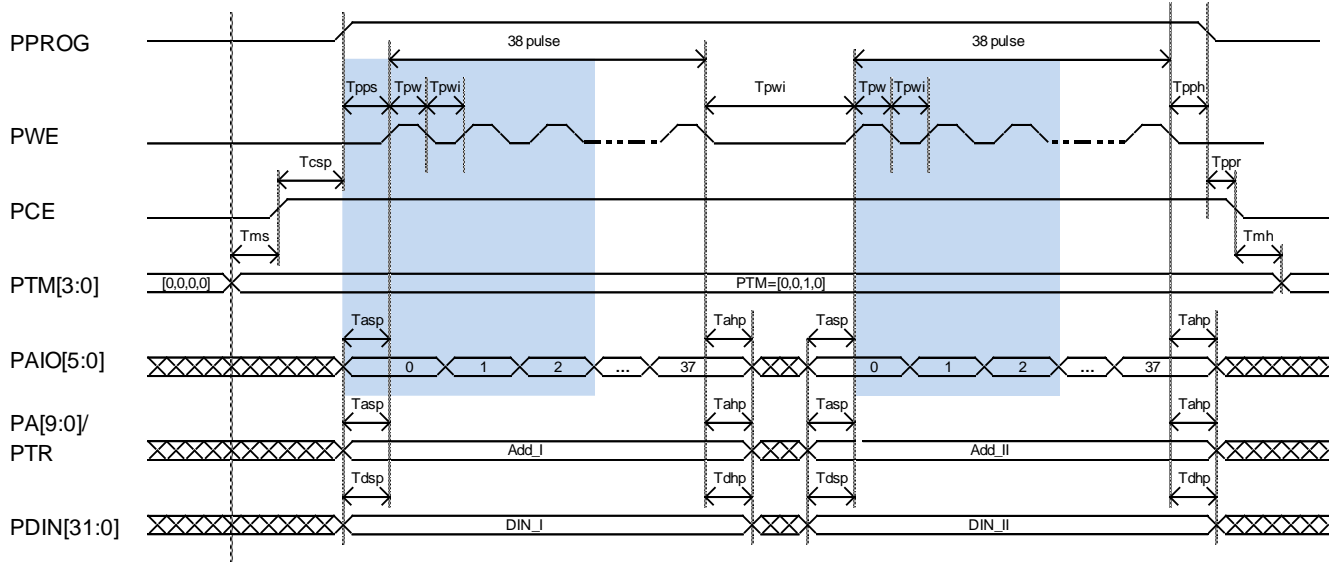 PPROG
38 pulse
38 pulse
Tpps
Tpw
Tpwi
Tpwi
Tpw
Tpwi
Tpph
PWE
Tcsp
Tppr
PCE
Tms
Tmh
PTM[3:0]
[0,0,0,0]
PTM=[0,0,1,0]
Tasp
Tahp
Tasp
Tahp
PAIO[5:0]
0
1
2
...
37
0
1
2
...
37
PA[9:0]/
PTR
Tasp
Tahp
Tasp
Tahp
Add_I
Add_II
Tdsp
Tdhp
Tdsp
Tdhp
PDIN[31:0]
DIN_I
DIN_II